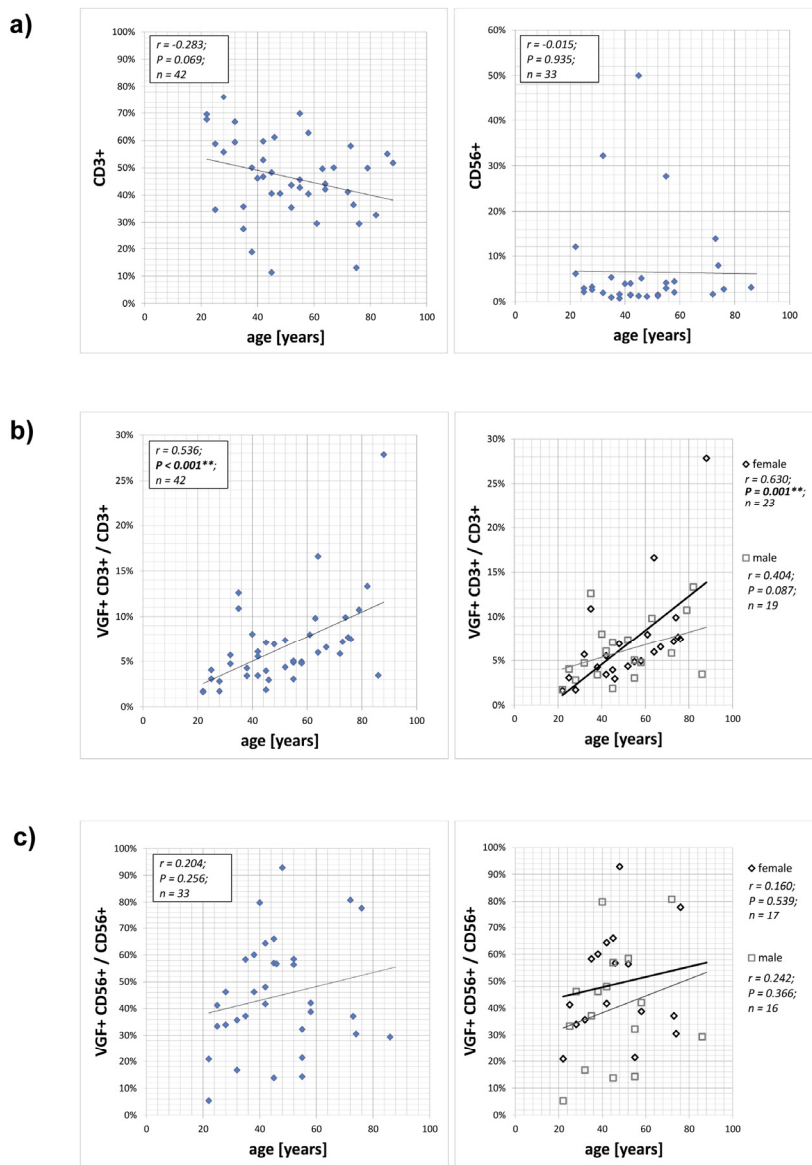 a)
r = -0.283;
P = 0.069;
n = 42
100%
90%
80%
70%
60%
50%
40%
30%
20%
10%
0%
CD3+
0 20 40 60 80 100
age [years]
r = -0.015;
P = 0.935;
n = 33
60%
50%
40%
30%
20%
10%
0%
CD56+
0 20 40 60 80 100
age [years]
b)
r = 0.536;
P < 0.001**;
n = 42
30%
25%
20%
15%
10%
5%
0%
VGF+ CD3+ / CD3+
0 20 40 60 80 100
age [years]
30%
25%
20%
15%
10%
5%
0%
VGF+ CD3+ / CD3+
0 20 40 60 80 100
age [years]
female
r = 0.630;
P = 0.001**;
n = 23
male
r = 0.404;
P = 0.087;
n = 19
c)
r = 0.204;
P = 0.256;
n = 33
100%
90%
80%
70%
60%
50%
40%
30%
20%
10%
0%
VGF+ CD56+ / CD56+
0 20 40 60 80 100
age [years]
100%
90%
80%
70%
60%
50%
40%
30%
20%
10%
0%
VGF+ CD56+ / CD56+
0 20 40 60 80 100
age [years]
female
r = 0.160;
P = 0.539;
n = 17
male
r = 0.242;
P = 0.366;
n = 16